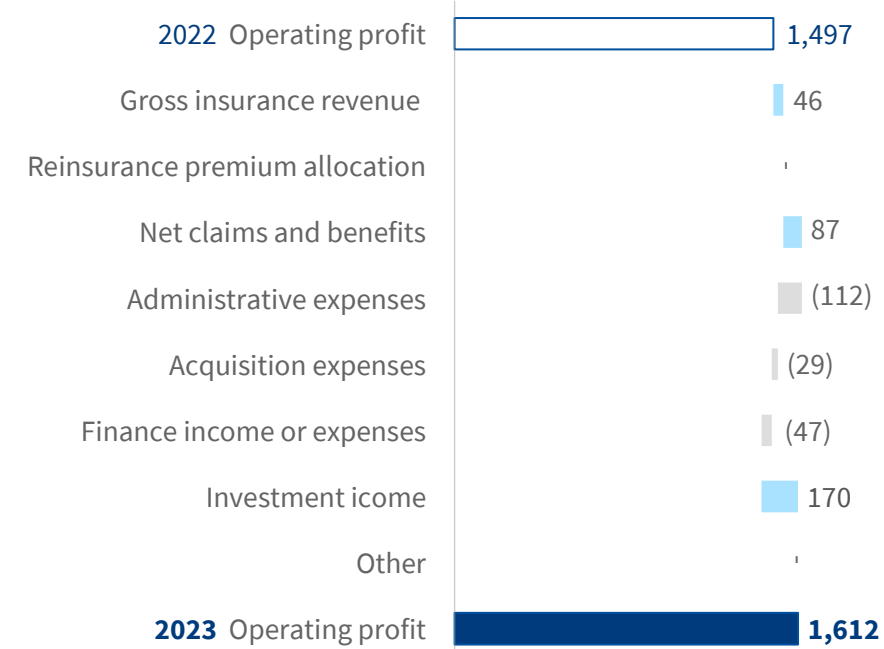 2022 Operating profit 1,497
Gross insurance revenue 46
Reinsurance premium allocation -
Net claims and benefits 87
Administrative expenses (112)
Acquisition expenses (29)
Finance income or expenses (47)
Investment icome 170
Other -
2023 Operating profit 1,612